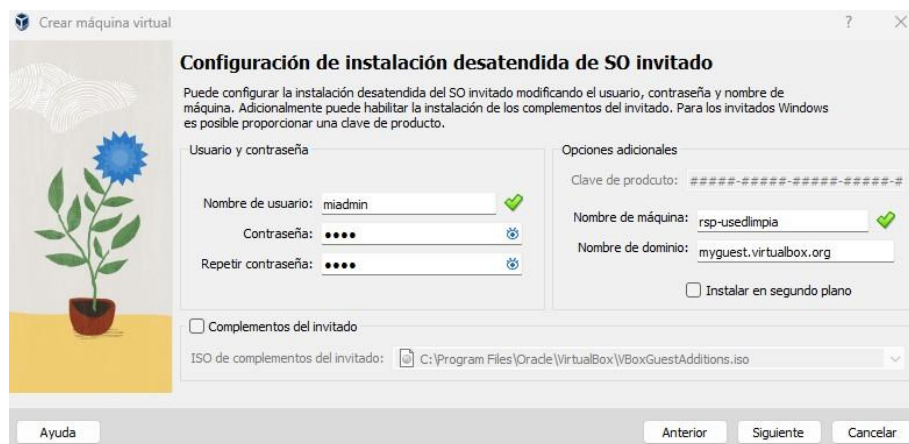 Crear máquina virtual
Configuración de instalación desatendida de SO invitado
Puede configurar la instalación desatendida del SO invitado modificando el usuario, contraseña y nombre de
máquina. Adicionalmente puede habilitar la instalación de los complementos del invitado. Para los invitados Windows
es posible proporcionar una clave de producto.
Usuario y contraseña
Nombre de usuario: miadmin
Contraseña: ●●●●
Repetir contraseña: ●●●●
Opciones adicionales
Clave de prodcuto: #####-#####-#####-#####-#
Nombre de máquina: rsp-usedlimpia
Nombre de dominio: myguest.virtualbox.org
Instalar en segundo plano
Complementos del invitado
ISO de complementos del invitado: C:\Program Files\Oracle\VirtualBox\VBoxGuestAdditions.iso
Ayuda
Anterior
Siguiente
Cancelar